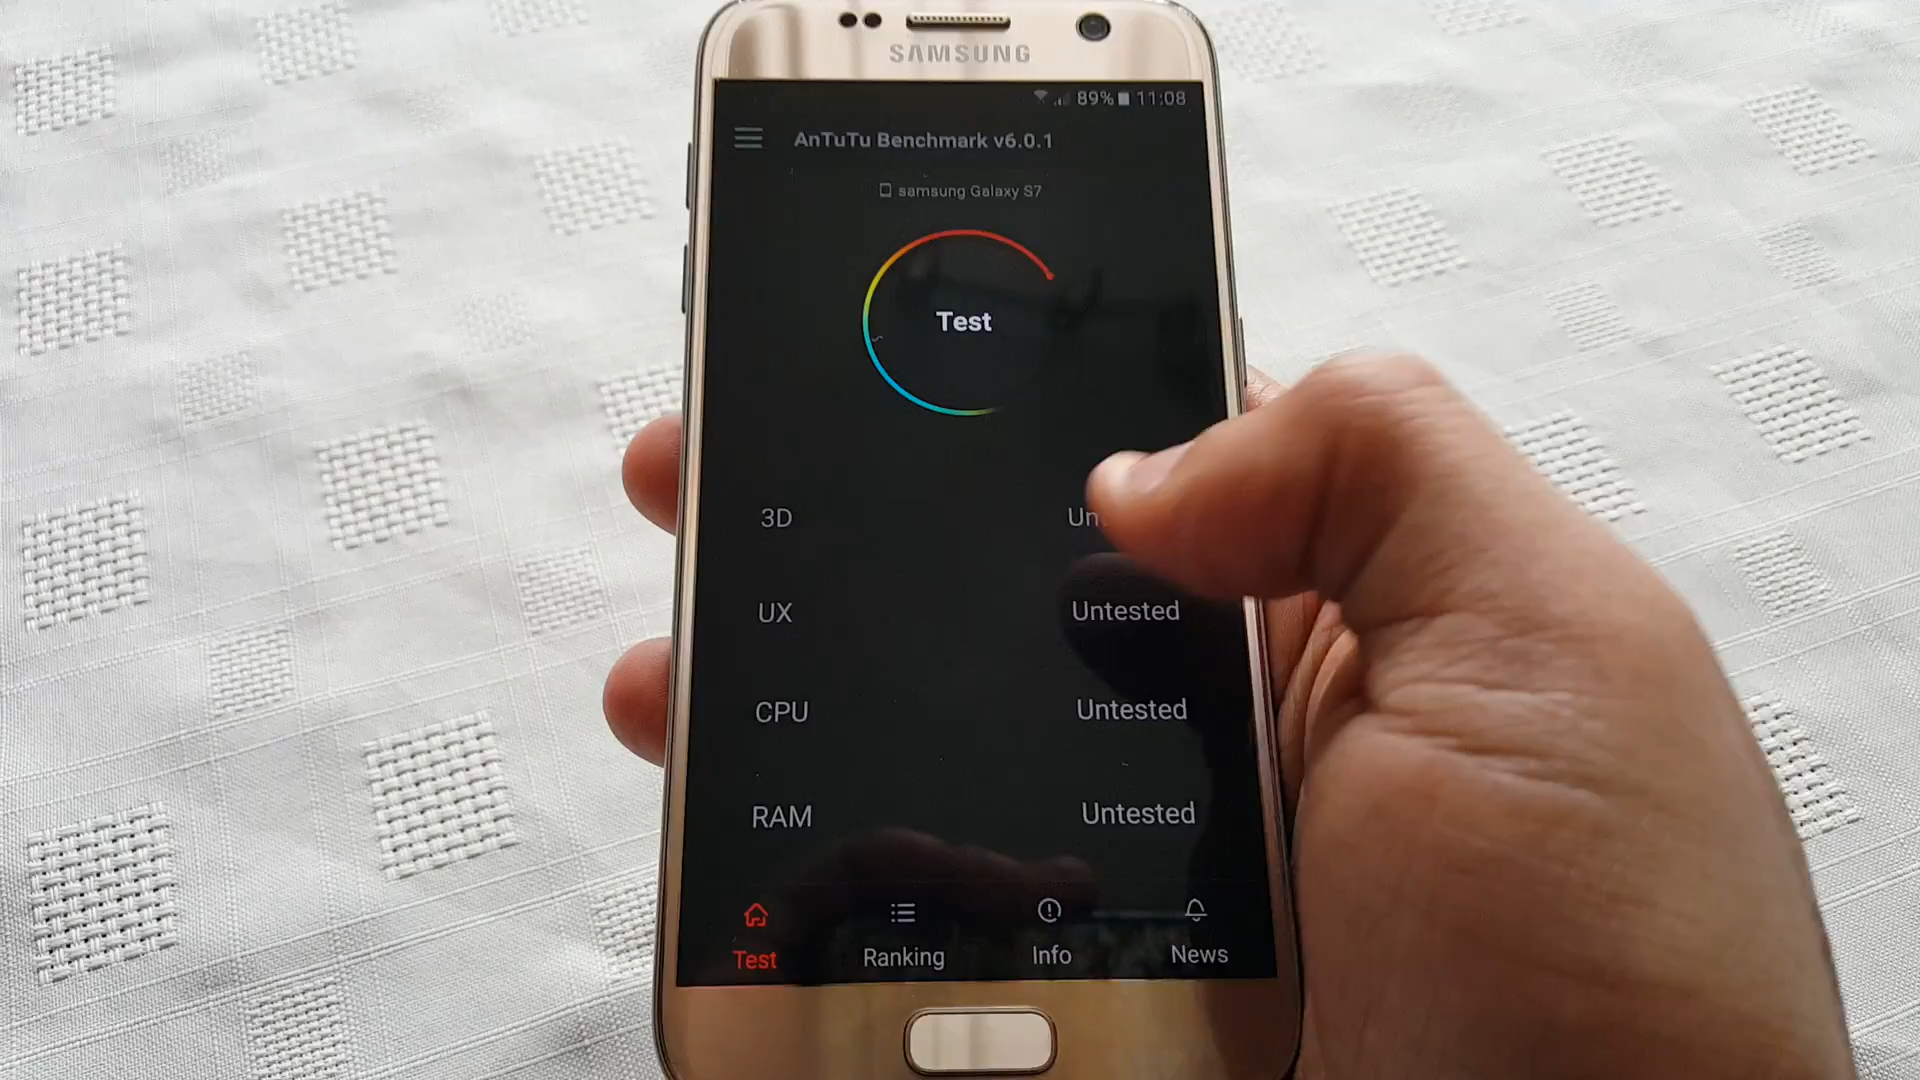 SAMSUNG
89% 11:08
AnTuTu Benchmark v6.0.1
samsung Galaxy S7
Test
3D
UX Untested
CPU Untested
RAM Untested
Test Ranking Info News